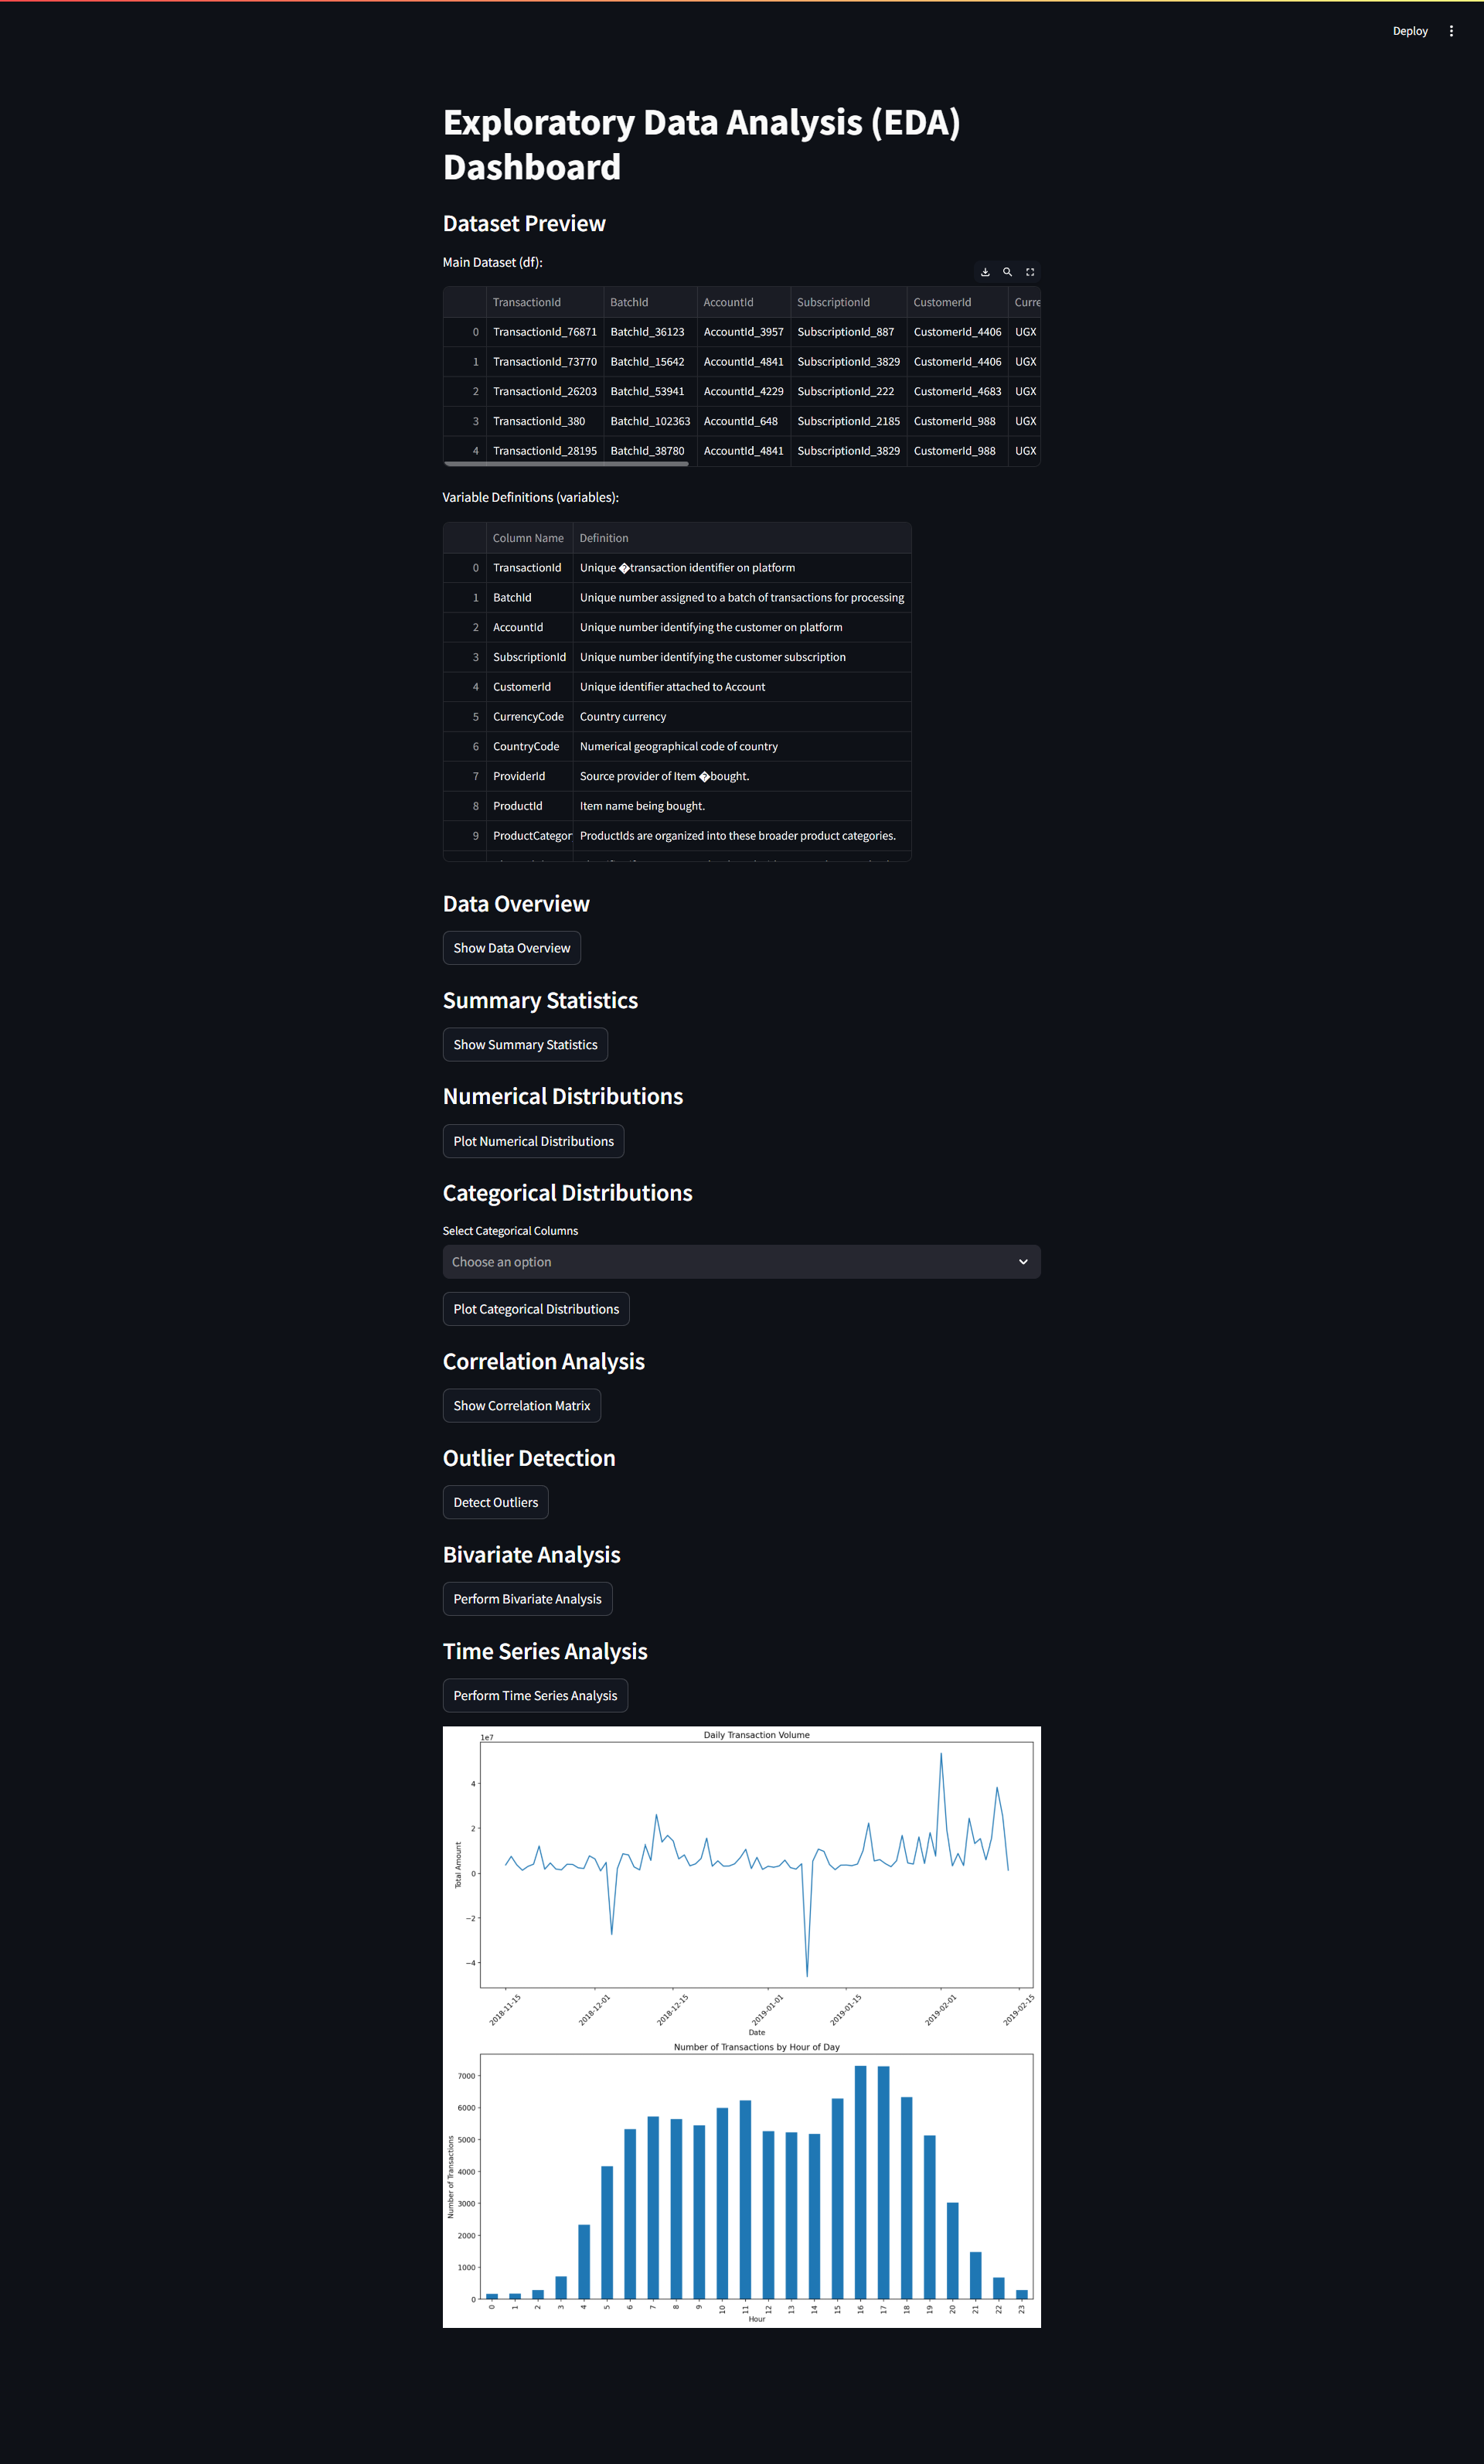 Deploy
Exploratory Data Analysis (EDA)
Dashboard
Dataset Preview
Main Dataset (df):
TransactionId BatchId AccountId SubscriptionId CustomerId Curre
0 TransactionId_76871 BatchId_36123 AccountId_3957 SubscriptionId_887 CustomerId_4406 UGX
1 TransactionId_73770 BatchId_15642 AccountId_4841 SubscriptionId_3829 CustomerId_4406 UGX
2 TransactionId_26203 BatchId_53941 AccountId_4229 SubscriptionId_222 CustomerId_4683 UGX
3 TransactionId_380 BatchId_102363 AccountId_648 SubscriptionId_2185 CustomerId_988 UGX
4 TransactionId_28195 BatchId_38780 AccountId_4841 SubscriptionId_3829 CustomerId_988 UGX
Variable Definitions (variables):
Column Name Definition
0 TransactionId Unique �transaction identifier on platform
1 BatchId Unique number assigned to a batch of transactions for processing
2 AccountId Unique number identifying the customer on platform
3 SubscriptionId Unique number identifying the customer subscription
4 CustomerId Unique identifier attached to Account
5 CurrencyCode Country currency
6 CountryCode Numerical geographical code of country
7 ProviderId Source provider of Item �bought.
8 ProductId Item name being bought.
9 ProductCategor ProductIds are organized into these broader product categories.
Data Overview
Show Data Overview
Summary Statistics
Show Summary Statistics
Numerical Distributions
Plot Numerical Distributions
Categorical Distributions
Select Categorical Columns
Choose an option
Plot Categorical Distributions
Correlation Analysis
Show Correlation Matrix
Outlier Detection
Detect Outliers
Bivariate Analysis
Perform Bivariate Analysis
Time Series Analysis
Perform Time Series Analysis
Daily Transaction Volume
1e7
4
2
0
−2
−4
Total Amount
2018-11-15 2018-12-01 2018-12-15 2019-01-01 2019-01-15 2019-02-01 2019-02-15
Date
Number of Transactions by Hour of Day
7000
6000
5000
4000
3000
2000
1000
0
Number of Transactions
0 1 2 3 4 5 6 7 8 9 10 11 12 13 14 15 16 17 18 19 20 21 22 23
Hour